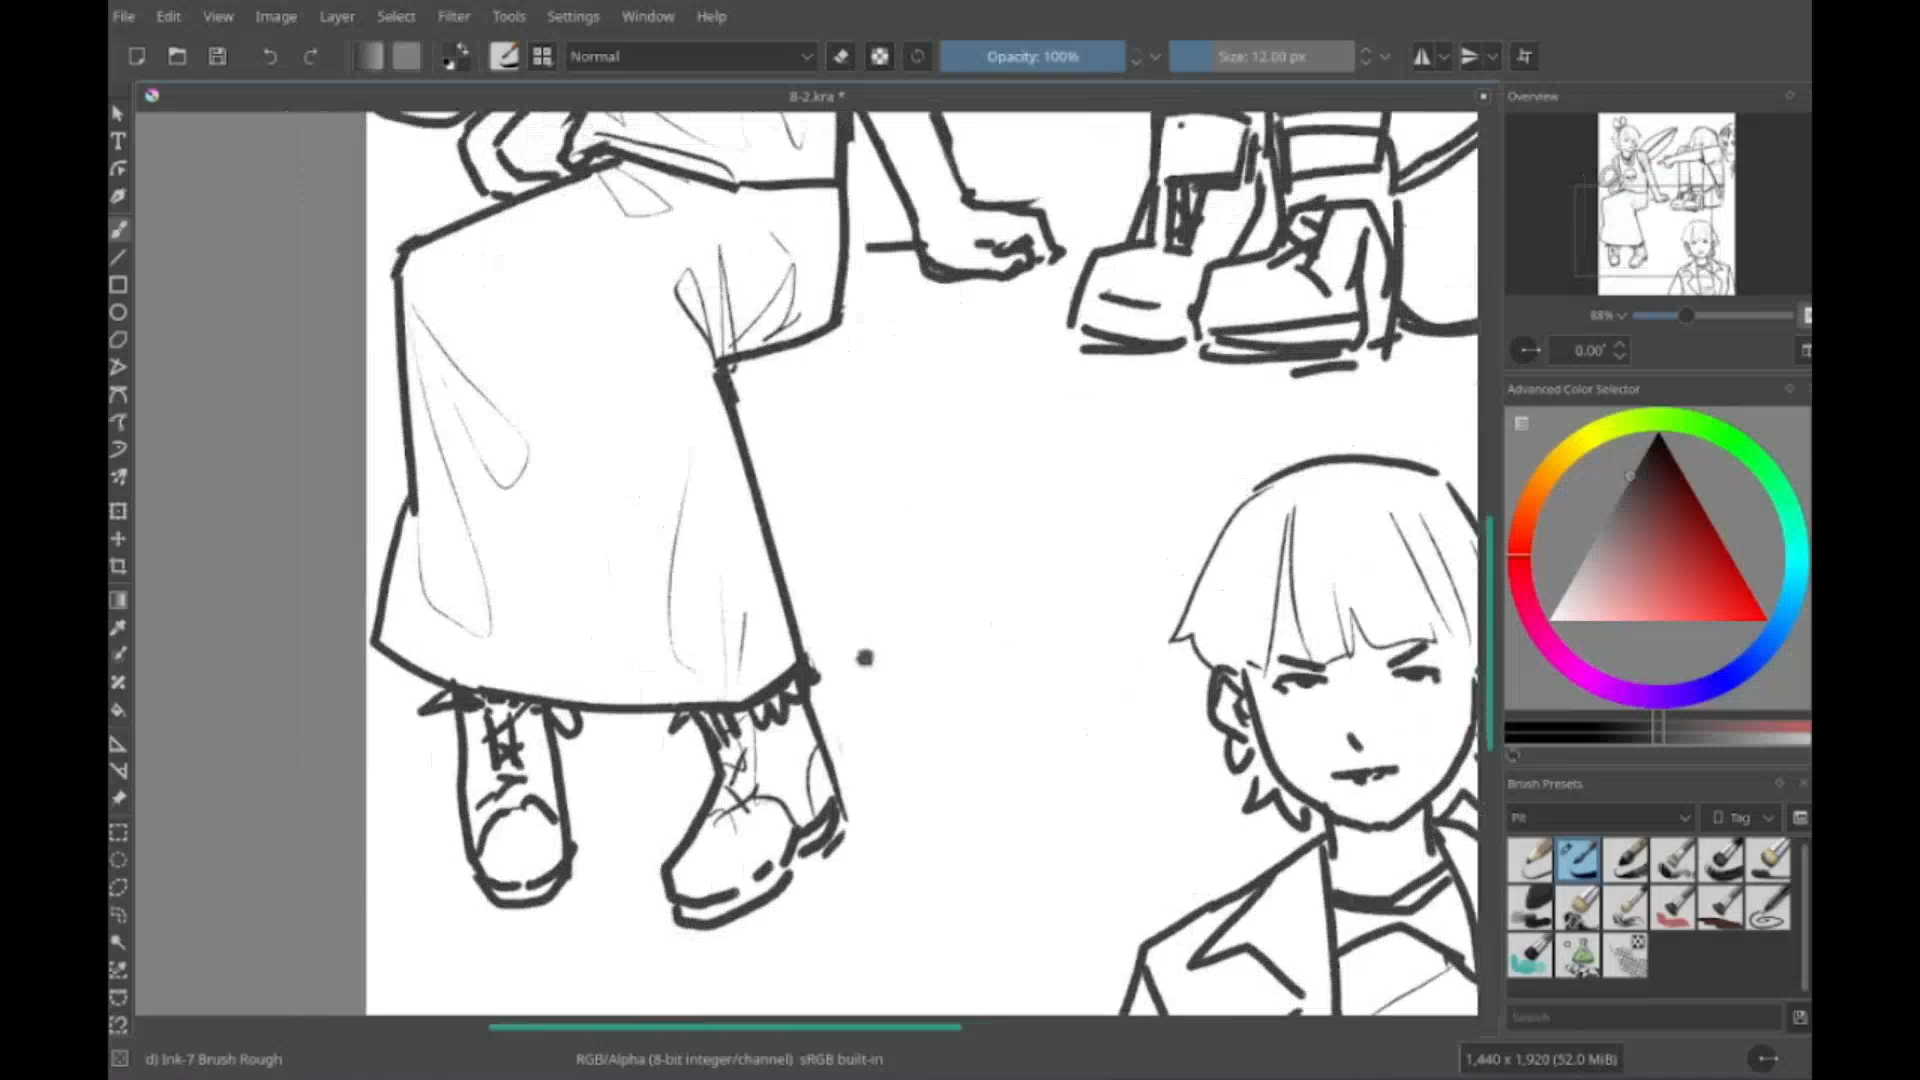 File Edit View Image Layer Select Filter Tools Settings Window Help
Normal Opacity: 100% Size: 12.00 px
8-2.kra *
Overview
88%
0.00°
Advanced Color Selector
Brush Presets
Tag
Search
d) Ink-7 Brush Rough RGB/Alpha (8-bit integer/channel) sRGB built-in 1,440 x 1,920 (52.0 MiB)